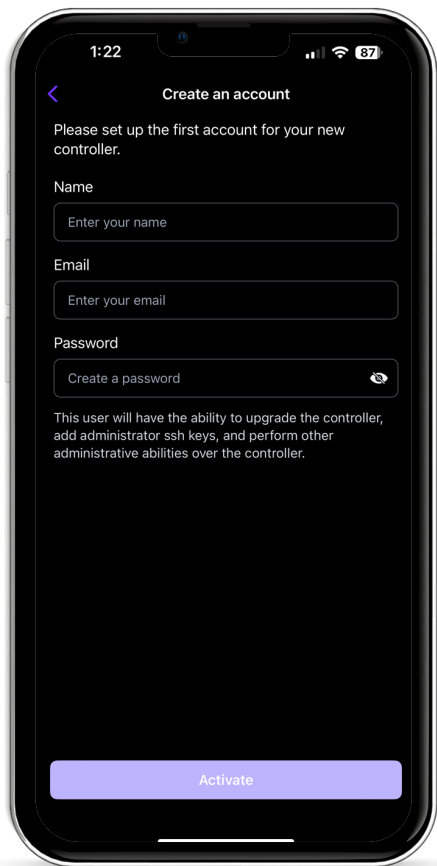 1:22
87
Create an account
Please set up the first account for your new
controller.
Name
Enter your name
Email
Enter your email
Password
Create a password
This user will have the ability to upgrade the controller,
add administrator ssh keys, and perform other
administrative abilities over the controller.
Activate